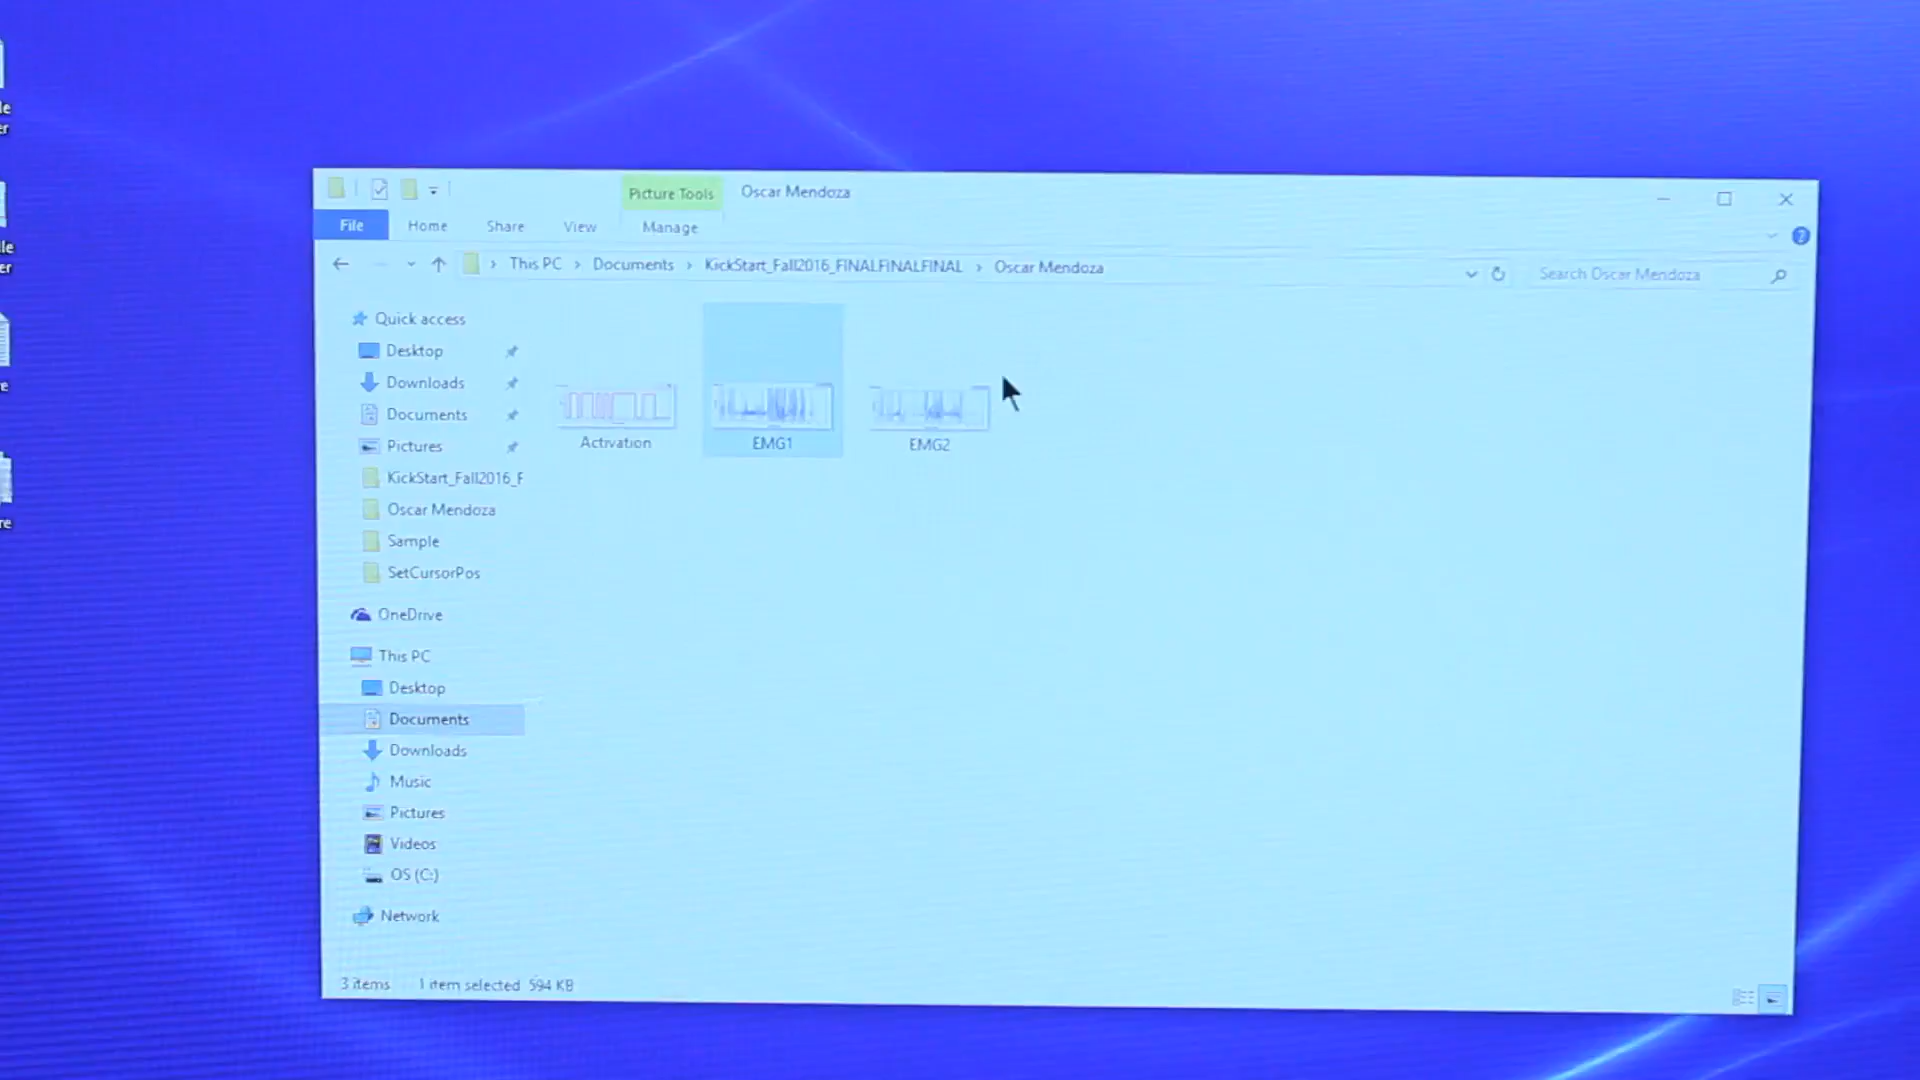 Picture Tools
Oscar Mendoza
File
Home
Share
View
Manage
This PC > Documents > KickStart_Fall2016_FINALFINALFINAL > Oscar Mendoza
Search Oscar Mendoza
Quick access
Desktop
Downloads
Documents
Pictures
KickStart_Fall2016_F
Oscar Mendoza
Sample
SetCursorPos
OneDrive
This PC
Desktop
Documents
Downloads
Music
Pictures
Videos
OS (C:)
Network
Activation
EMG1
EMG2
3 items
1 item selected 594 KB